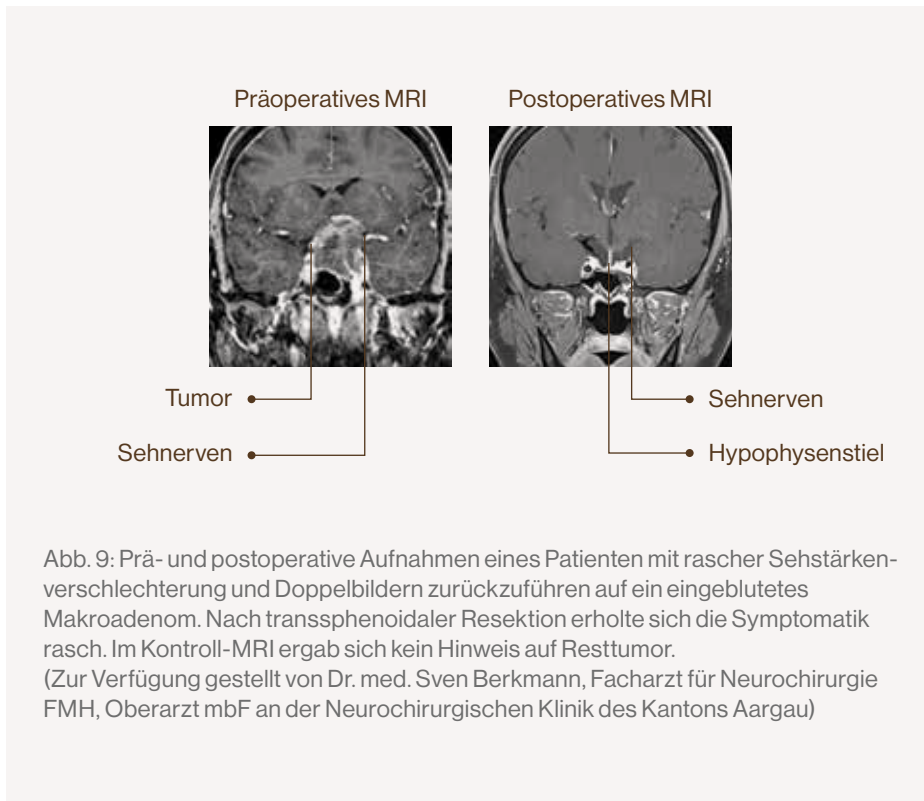 Präoperatives MRI
Postoperatives MRI
Tumor
Sehnerven
Sehnerven
Hypophysenstiel
Abb. 9: Prä- und postoperative Aufnahmen eines Patienten mit rascher Sehstärken-
verschlechterung und Doppelbildern zurückzuführen auf ein eingeblutetes
Makroadenom. Nach transsphenoidaler Resektion erholte sich die Symptomatik
rasch. Im Kontroll-MRI ergab sich kein Hinweis auf Resttumor.
(Zur Verfügung gestellt von Dr. med. Sven Berkmann, Facharzt für Neurochirurgie
FMH, Oberarzt mbF an der Neurochirurgischen Klinik des Kantons Aargau)